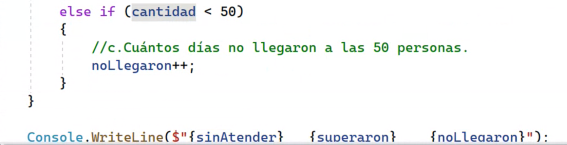 else if (cantidad < 50)
{
//c.Cuántos días no llegaron a las 50 personas.
noLlegaron++;
}
}
Console.WriteLine($"{sinAtender} {superaron} {noLlegaron}");